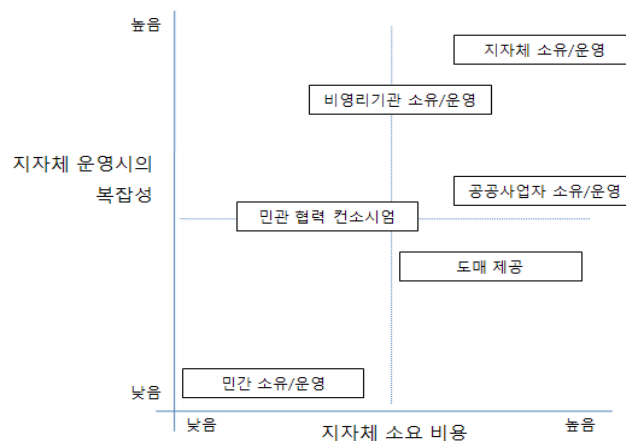 높음
지자체 소유/운영
비영리기관 소유/운영
지자체 운영시의
복잡성
공공사업자 소유/운영
민관 협력 컨소시엄
도매 제공
민간 소유/운영
낮음
낮음
지자체 소요 비용
높음